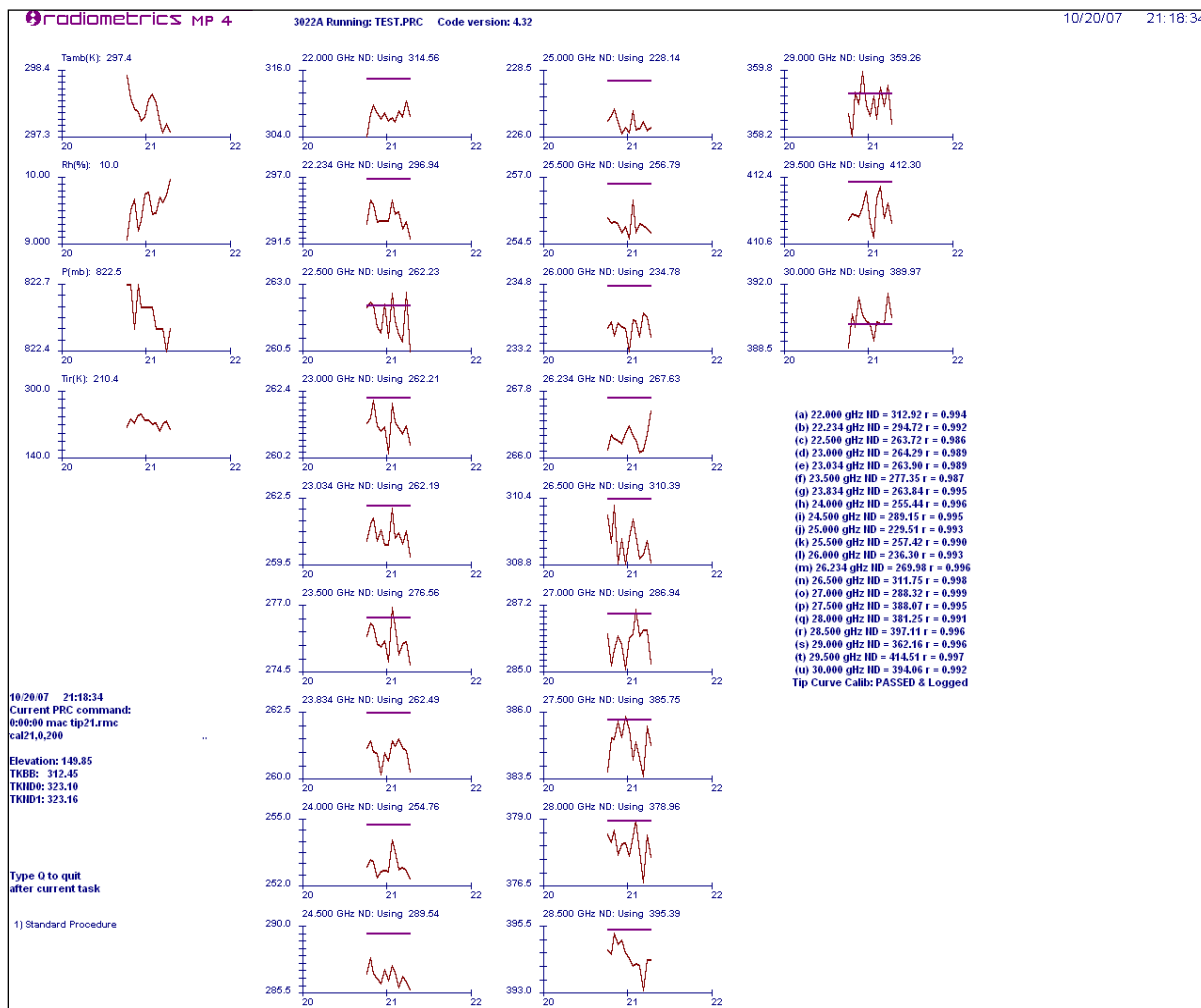 radiometrics MP 4
3022A Running: TEST.PRC Code version: 4.32
10/20/07 21:18:34
Tamb(K): 297.4
298.4
297.3
20 21 22
Rh(%): 10.0
10.00
9.000
20 21 22
P(mb): 822.5
822.7
822.4
20 21 22
Tir(K): 210.4
300.0
140.0
20 21 22
10/20/07 21:18:34
Current PRC command:
0:00:00 mac tip21.rmc
cal21,0,200 ..
Elevation: 149.85
TKBB: 312.45
TKND0: 323.10
TKND1: 323.16
Type Q to quit
after current task
1) Standard Procedure
22.000 GHz ND: Using 314.56
316.0
304.0
20 21 22
22.234 GHz ND: Using 296.94
297.0
291.5
20 21 22
22.500 GHz ND: Using 262.23
263.0
260.5
20 21 22
23.000 GHz ND: Using 262.21
262.4
260.2
20 21 22
23.034 GHz ND: Using 262.19
262.5
259.5
20 21 22
23.500 GHz ND: Using 276.56
277.0
274.5
20 21 22
23.834 GHz ND: Using 262.49
262.5
260.0
20 21 22
24.000 GHz ND: Using 254.76
255.0
252.0
20 21 22
24.500 GHz ND: Using 289.54
290.0
285.5
20 21 22
25.000 GHz ND: Using 228.14
228.5
226.0
20 21 22
25.500 GHz ND: Using 256.79
257.0
254.5
20 21 22
26.000 GHz ND: Using 234.78
234.8
233.2
20 21 22
26.234 GHz ND: Using 267.63
267.8
266.0
20 21 22
26.500 GHz ND: Using 310.39
310.4
308.8
20 21 22
27.000 GHz ND: Using 286.94
287.2
285.0
20 21 22
27.500 GHz ND: Using 385.75
386.0
383.5
20 21 22
28.000 GHz ND: Using 378.96
379.0
376.5
20 21 22
28.500 GHz ND: Using 395.39
395.5
393.0
20 21 22
29.000 GHz ND: Using 359.26
359.8
358.2
20 21 22
29.500 GHz ND: Using 412.30
412.4
410.6
20 21 22
30.000 GHz ND: Using 389.97
392.0
388.5
20 21 22
(a) 22.000 gHz ND = 312.92 r = 0.994
(b) 22.234 gHz ND = 294.72 r = 0.992
(c) 22.500 gHz ND = 263.72 r = 0.986
(d) 23.000 gHz ND = 264.29 r = 0.989
(e) 23.034 gHz ND = 263.90 r = 0.989
(f) 23.500 gHz ND = 277.35 r = 0.987
(g) 23.834 gHz ND = 263.84 r = 0.995
(h) 24.000 gHz ND = 255.44 r = 0.996
(i) 24.500 gHz ND = 289.15 r = 0.995
(j) 25.000 gHz ND = 229.51 r = 0.993
(k) 25.500 gHz ND = 257.42 r = 0.990
(l) 26.000 gHz ND = 236.30 r = 0.993
(m) 26.234 gHz ND = 269.98 r = 0.996
(n) 26.500 gHz ND = 311.75 r = 0.998
(o) 27.000 gHz ND = 288.32 r = 0.999
(p) 27.500 gHz ND = 388.07 r = 0.995
(q) 28.000 gHz ND = 381.25 r = 0.991
(r) 28.500 gHz ND = 397.11 r = 0.996
(s) 29.000 gHz ND = 362.16 r = 0.996
(t) 29.500 gHz ND = 414.51 r = 0.997
(u) 30.000 gHz ND = 394.06 r = 0.992
Tip Curve Calib: PASSED & Logged